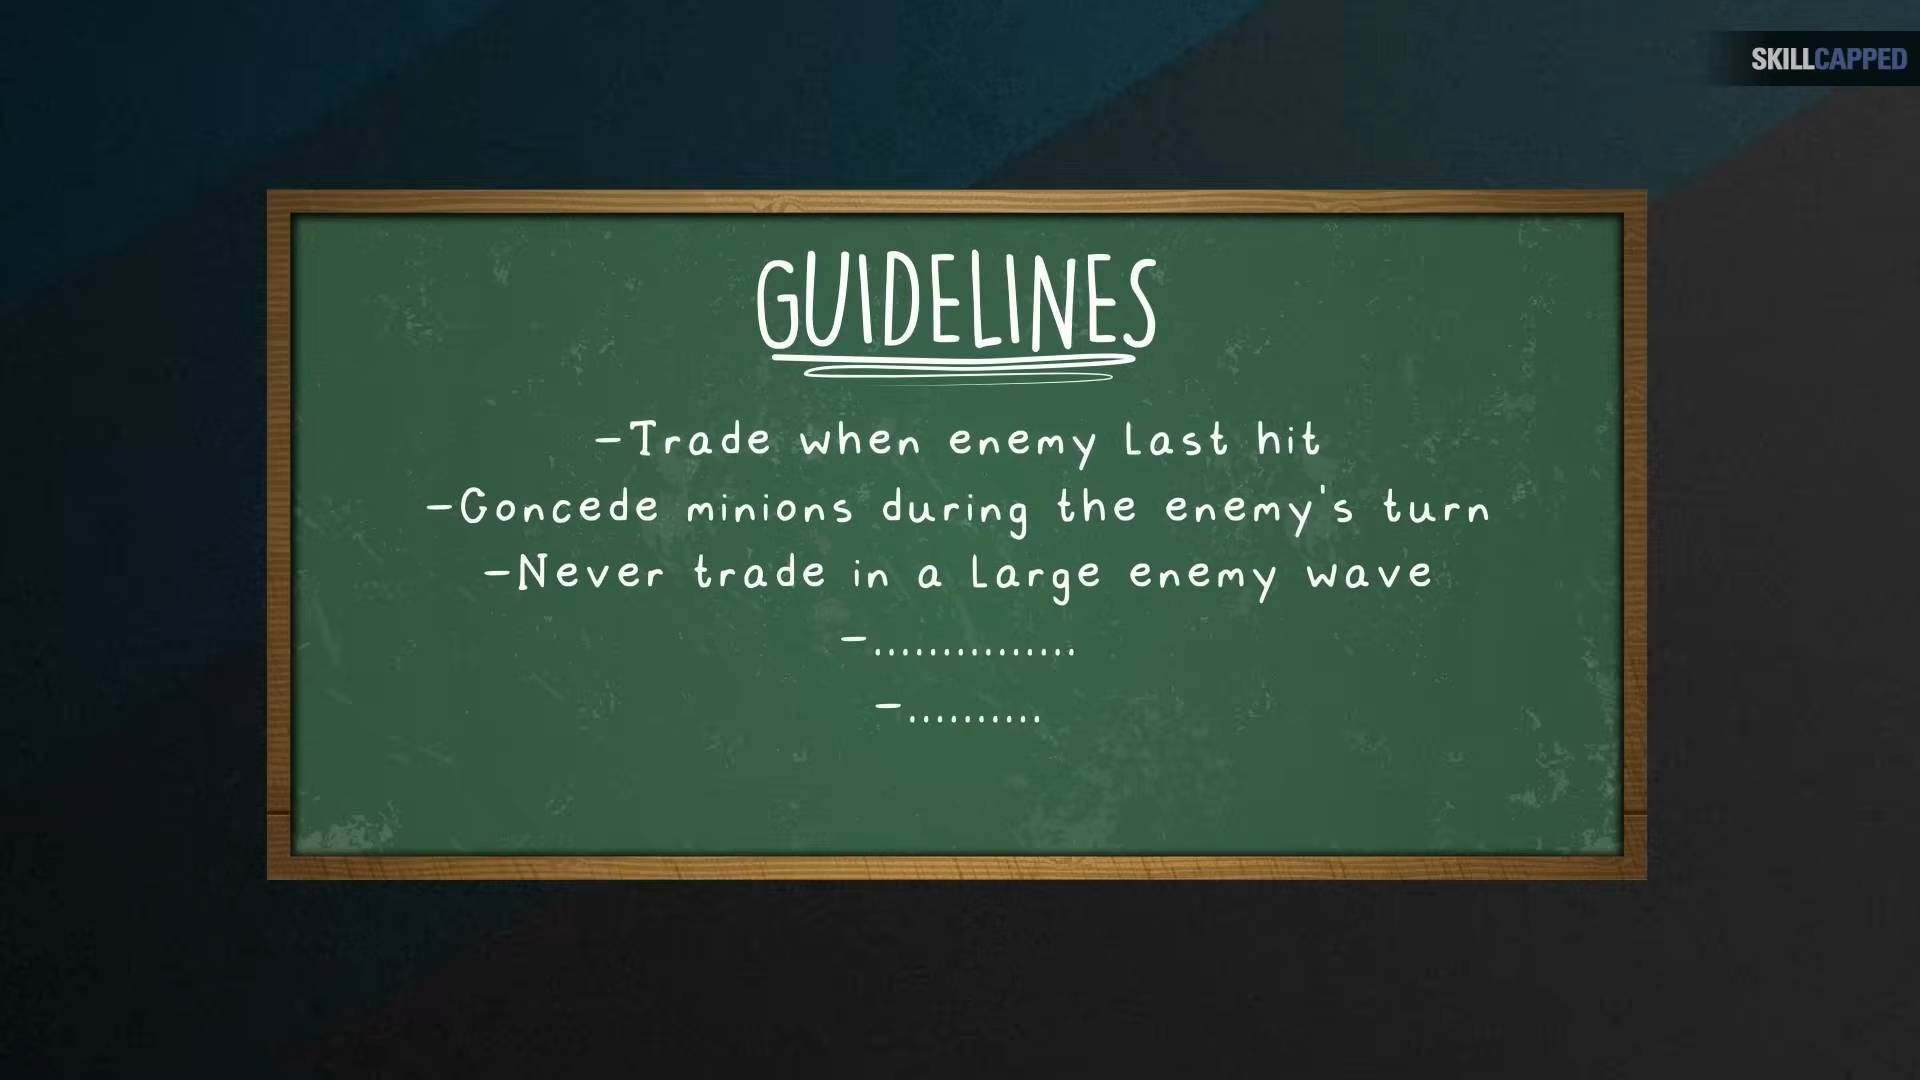 SKILLCAPPED
GUIDELINES
-Trade when enemy Last hit
-Concede minions during the enemy's turn
-Never trade in a Large enemy wave
-...............
-..........